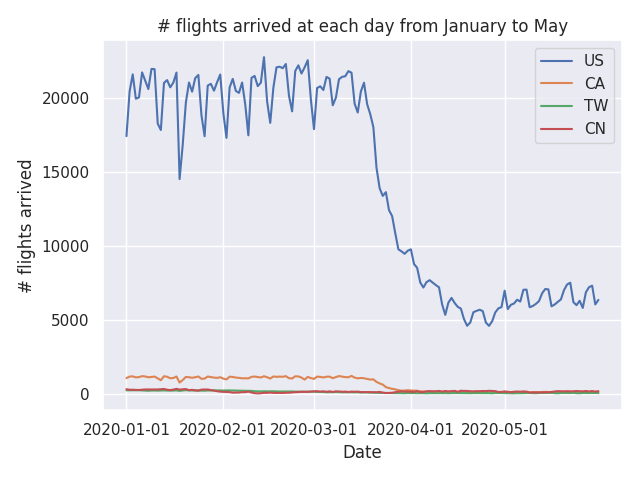 # flights arrived at each day from January to May
US
CA
TW
CN
# flights arrived
20000
15000
10000
5000
0
2020-01-01 2020-02-01 2020-03-01 2020-04-01 2020-05-01
Date